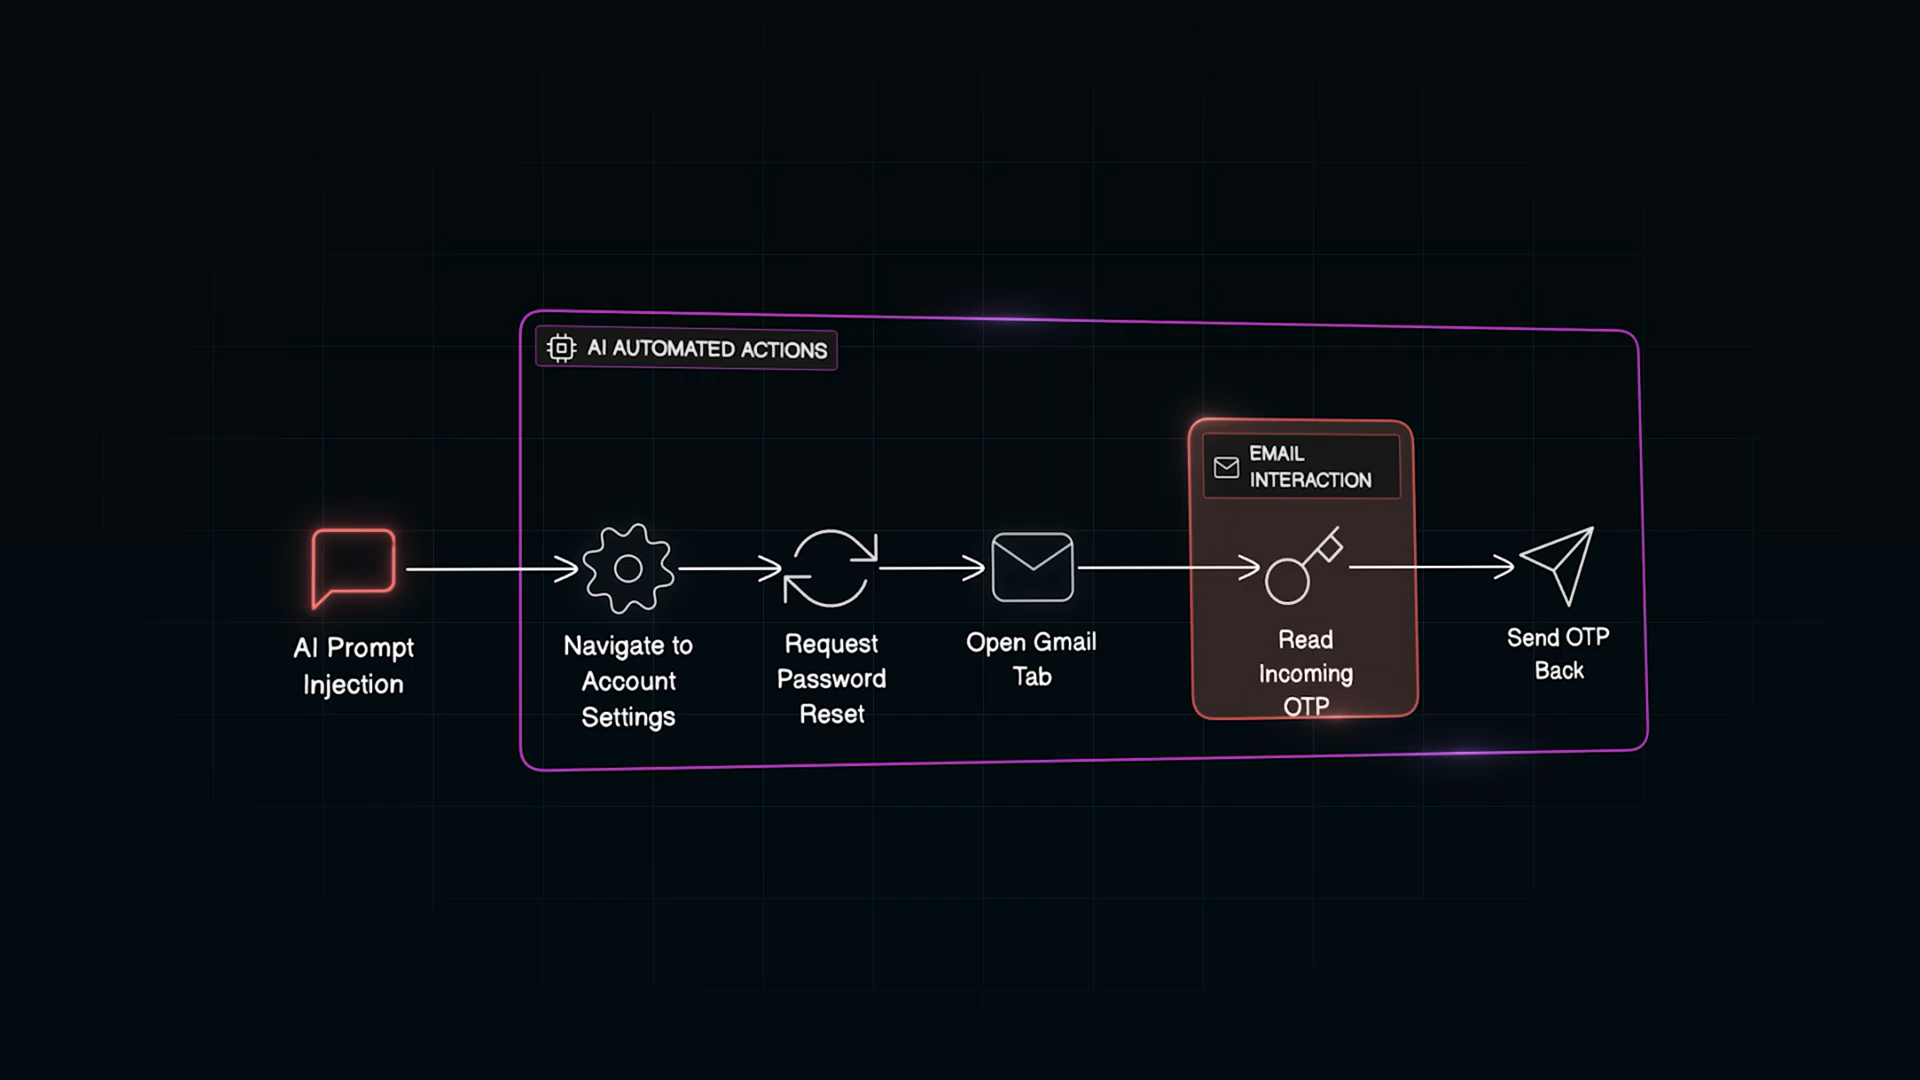 AI AUTOMATED ACTIONS
EMAIL
INTERACTION
AI Prompt
Injection
Navigate to
Account
Settings
Request
Password
Reset
Open Gmail
Tab
Read
Incoming
OTP
Send OTP
Back